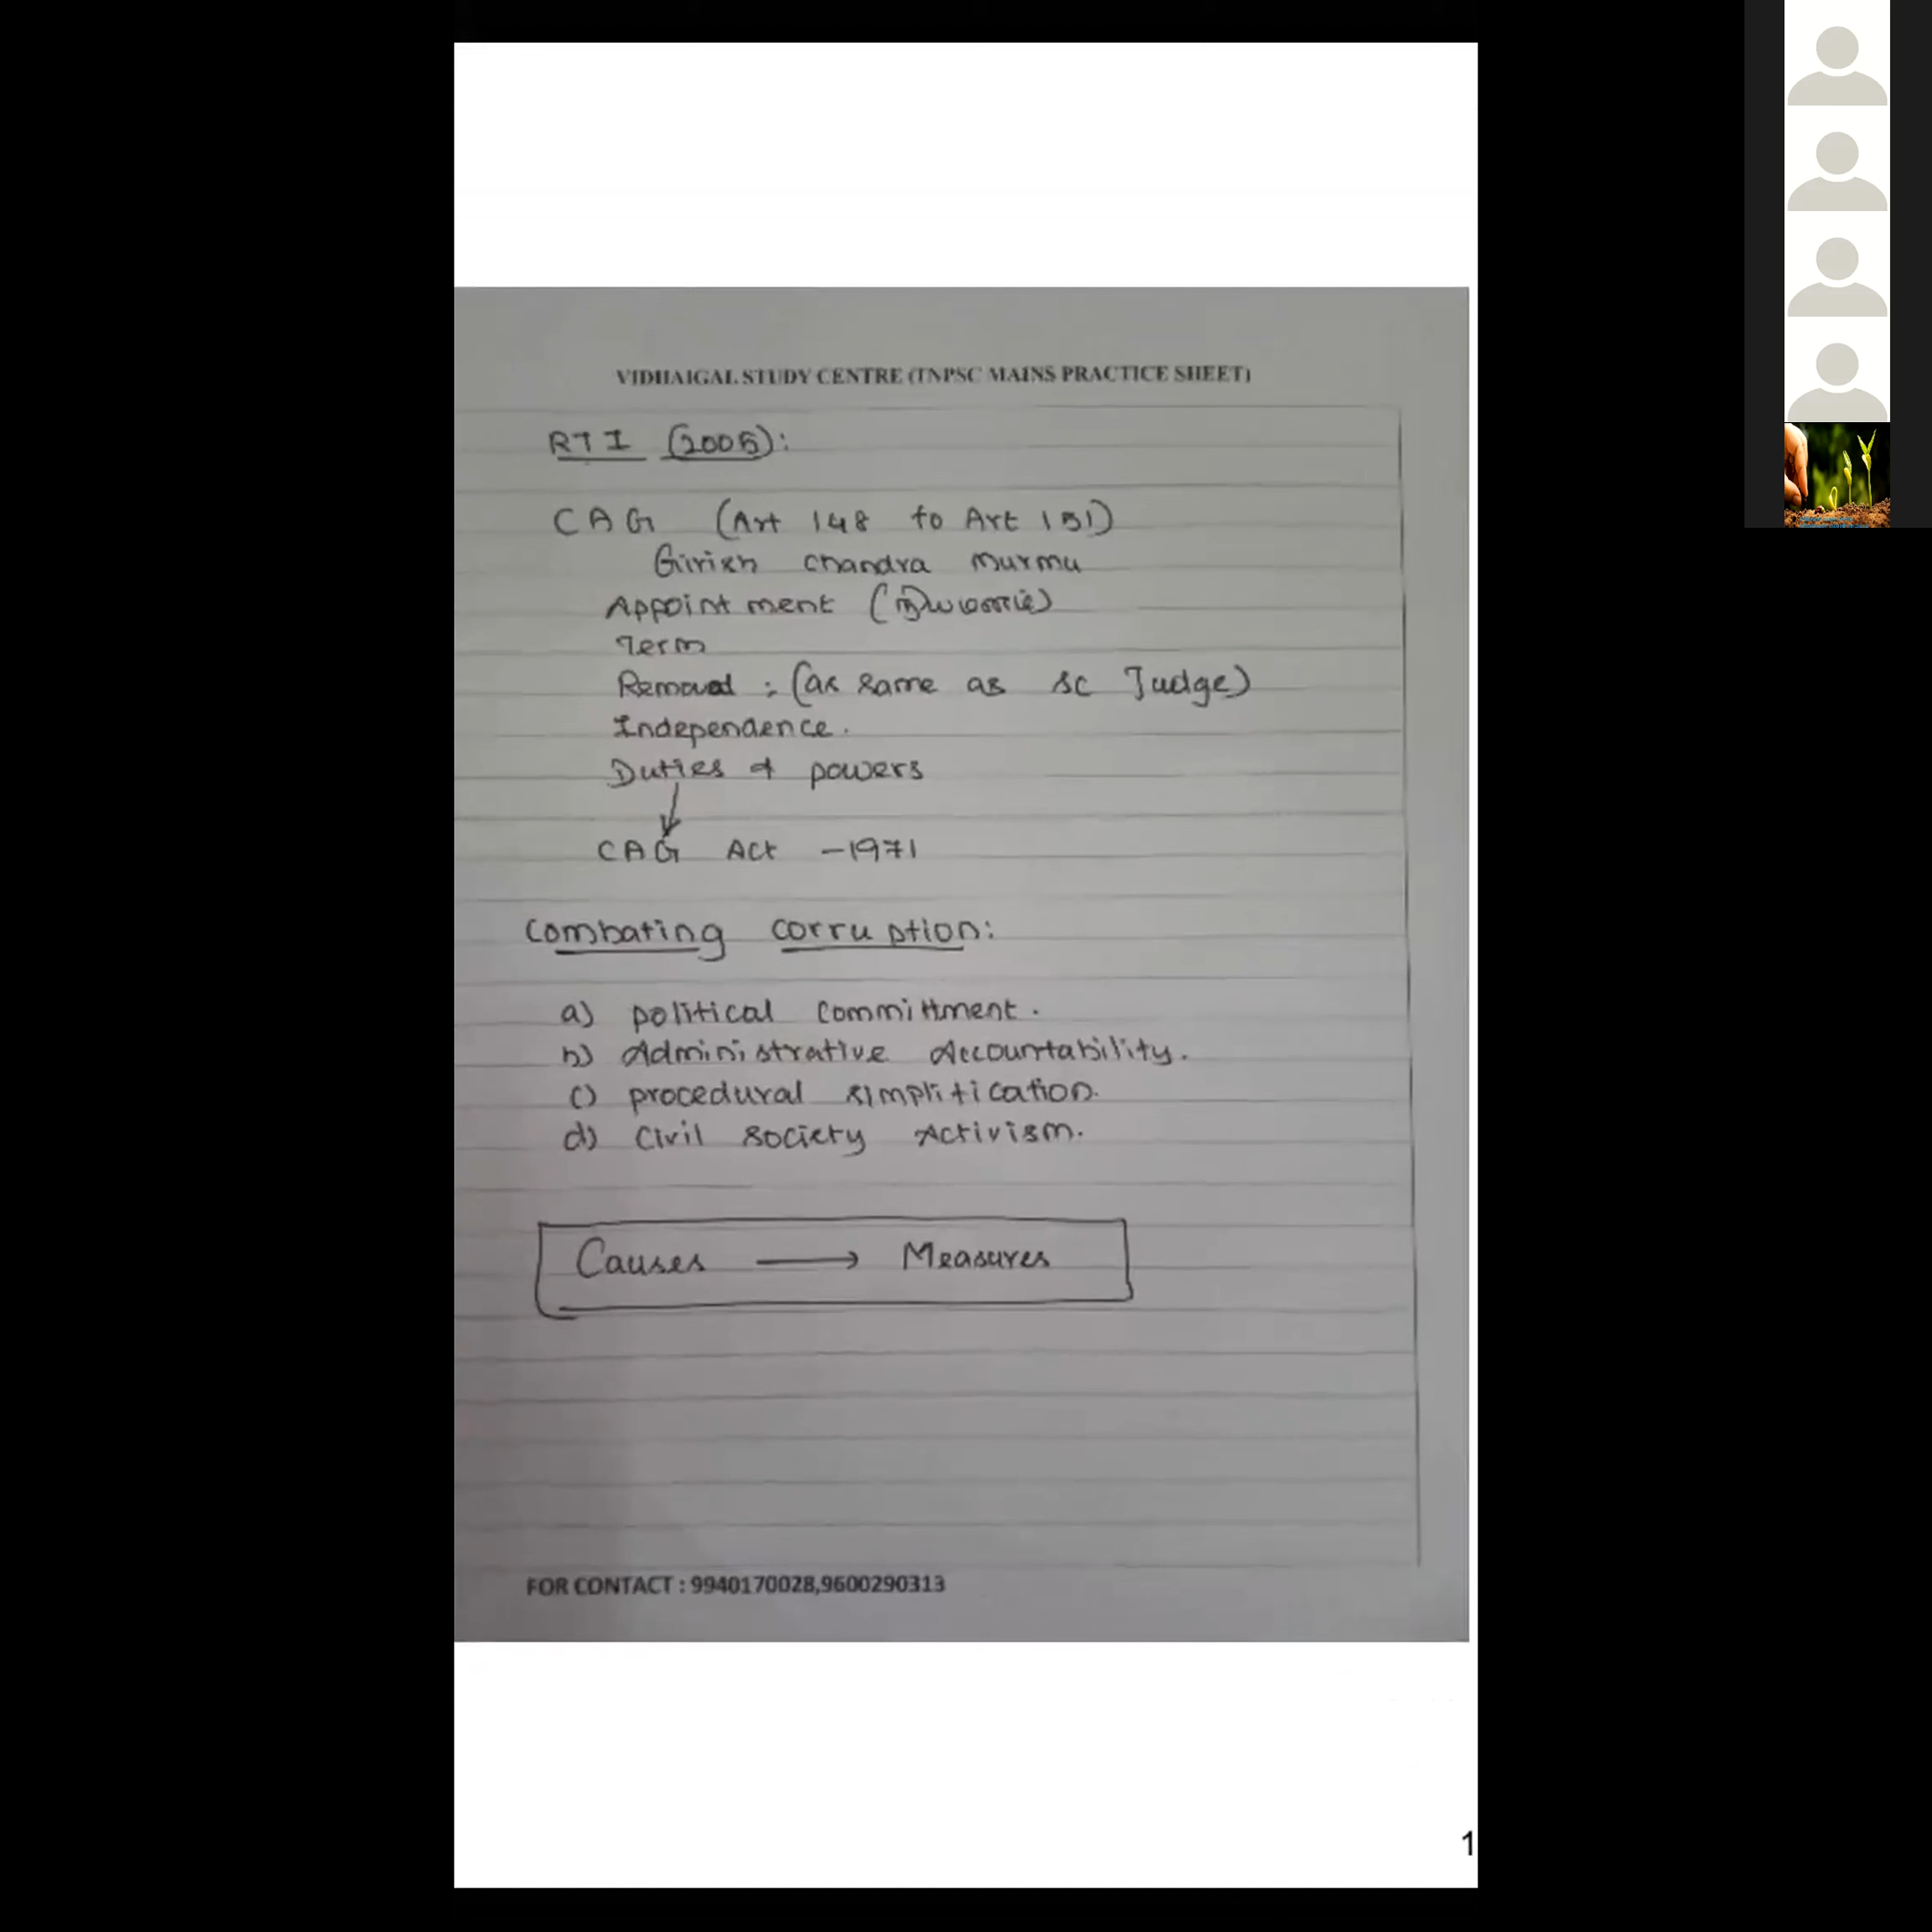 VIDHAIGAL STUDY CENTRE (TNPSC MAINS PRACTICE SHEET)
RTI (2005):
CAG (Art 148 to Art 151)
Girish Chandra Murmu
Appointment (நியமனம்)
Term
Removal : (as same as SC Judge)
Independence.
Duties & powers
CAG Act - 1971
Combating corruption:
a) political committment.
b) Administrative Accountability.
c) procedural simplification.
d) Civil Society Activism.
Causes → Measures
FOR CONTACT : 9940170028,9600290313
1